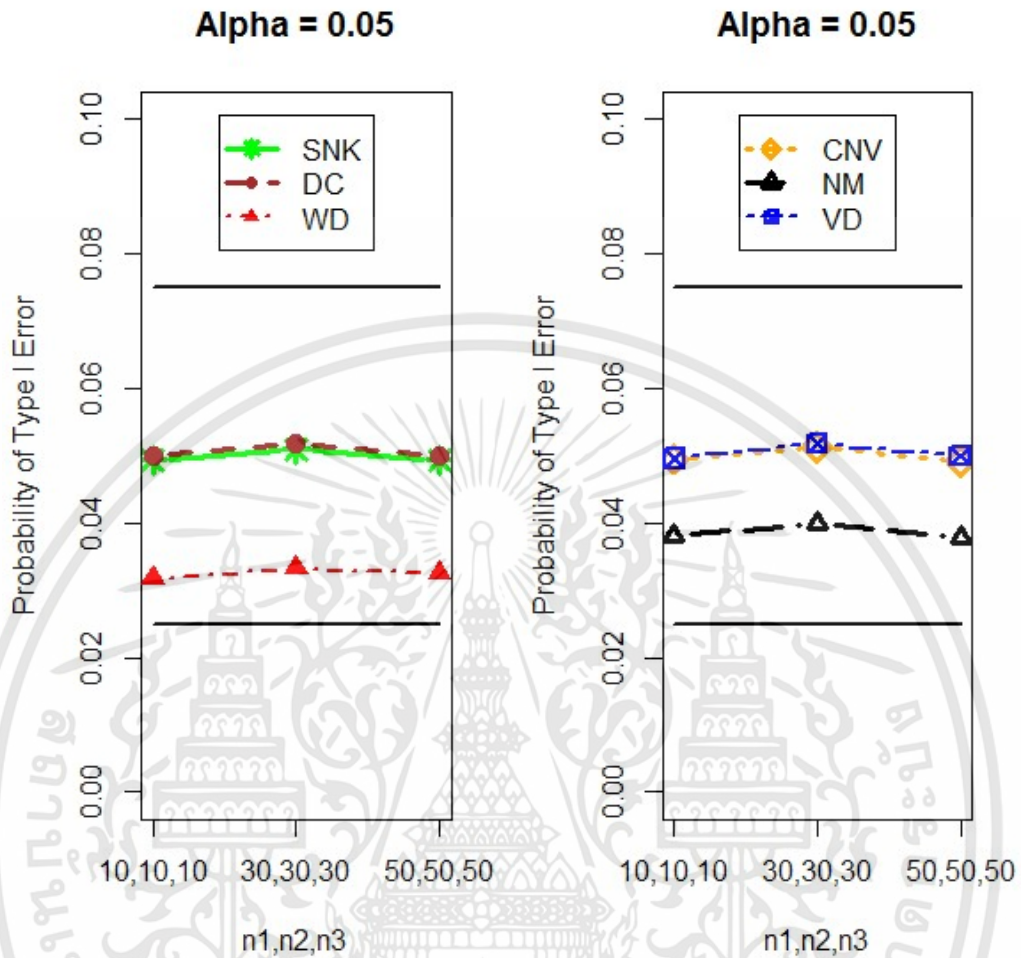 Alpha = 0.05
Probability of Type I Error
0.10
0.08
0.06
0.04
0.02
0.00
SNK
DC
WD
10,10,10 30,30,30 50,50,50
n1,n2,n3
Alpha = 0.05
Probability of Type I Error
0.10
0.08
0.06
0.04
0.02
0.00
CNV
NM
VD
10,10,10 30,30,30 50,50,50
n1,n2,n3